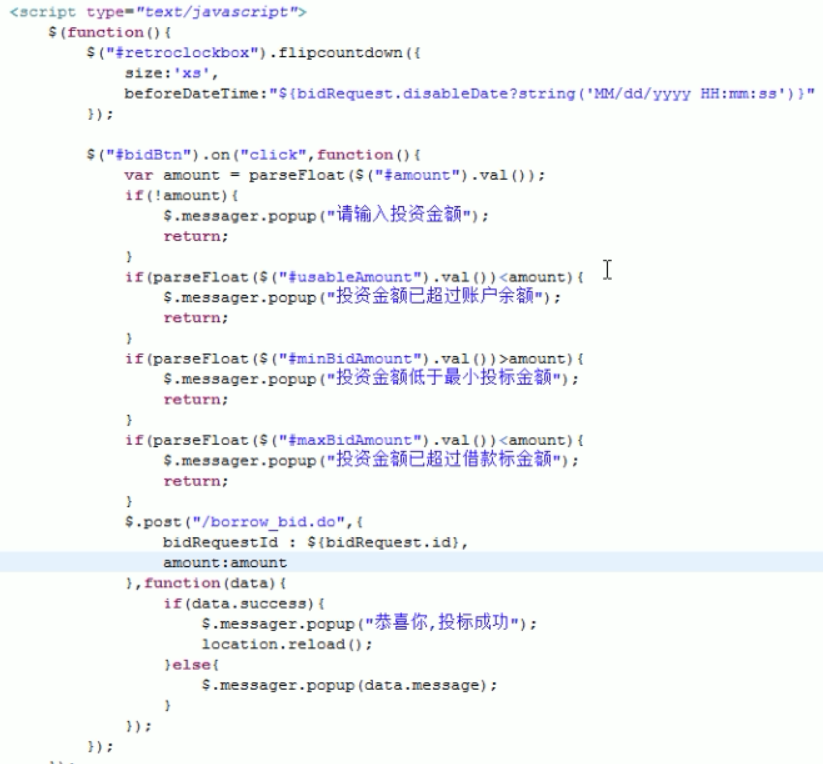 <script type="text/javascript">
$(function(){
$("#retroclockbox").flipcountdown({
size:'xs',
beforeDateTime:"${bidRequest.disableDate?string('MM/dd/yyyy HH:mm:ss')}"
});
$("#bidBtn").on("click",function(){
var amount = parseFloat($("#amount").val());
if(!amount){
$.messager.popup("请输入投资金额");
return;
}
if(parseFloat($("#usableAmount").val())<amount){
$.messager.popup("投资金额已超过账户余额");
return;
}
if(parseFloat($("#minBidAmount").val())>amount){
$.messager.popup("投资金额低于最小投标金额");
return;
}
if(parseFloat($("#maxBidAmount").val())<amount){
$.messager.popup("投资金额已超过借款标金额");
return;
}
$.post("/borrow_bid.do",{
bidRequestId : ${bidRequest.id},
amount:amount
},function(data){
if(data.success){
$.messager.popup("恭喜你,投标成功");
location.reload();
}else{
$.messager.popup(data.message);
}
});
});